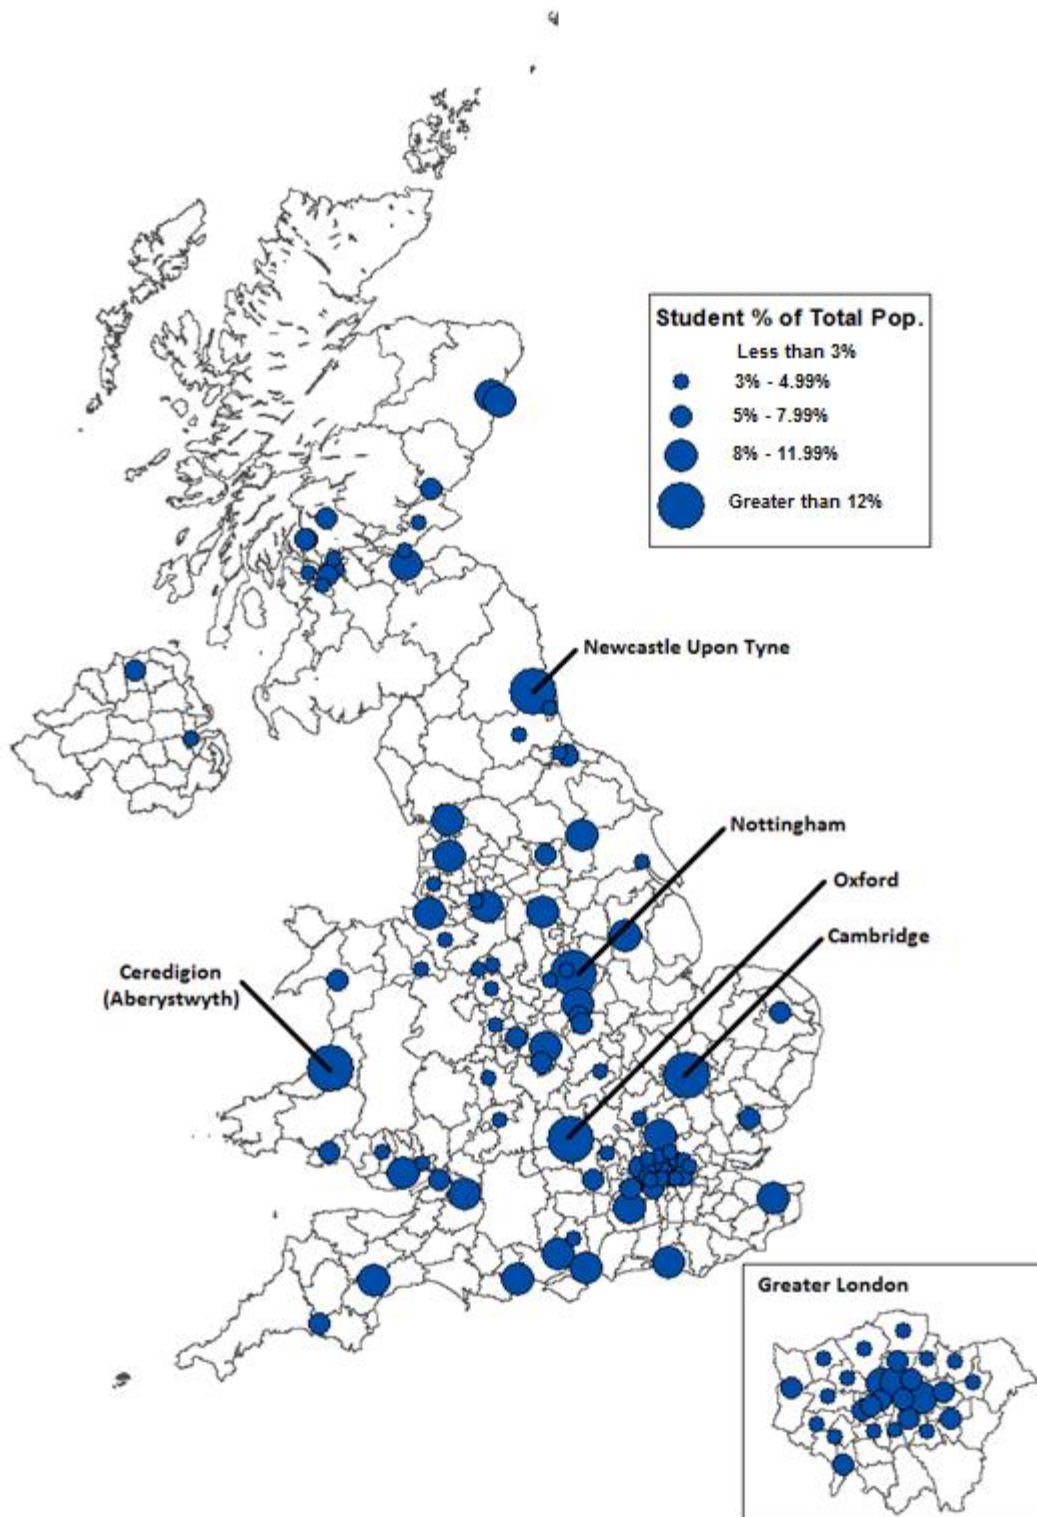 Student % of Total Pop.
Less than 3%
3% - 4.99%
5% - 7.99%
8% - 11.99%
Greater than 12%
Newcastle Upon Tyne
Nottingham
Oxford
Cambridge
Ceredigion
(Aberystwyth)
Greater London